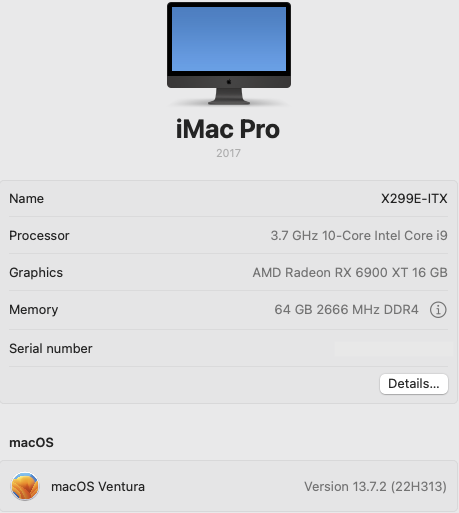 iMac Pro
2017
Name X299E-ITX
Processor 3.7 GHz 10-Core Intel Core i9
Graphics AMD Radeon RX 6900 XT 16 GB
Memory 64 GB 2666 MHz DDR4
Serial number
Details...
macOS
macOS Ventura Version 13.7.2 (22H313)